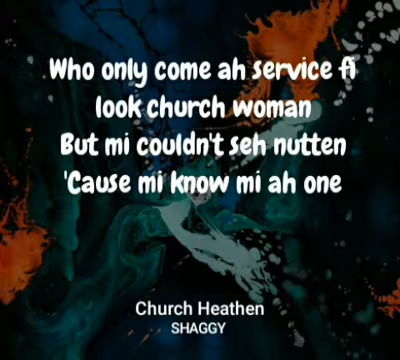 Who only come ah service fi
look church woman
But mi couldn't seh nutten
'Cause mi know mi ah one
Church Heathen
SHAGGY